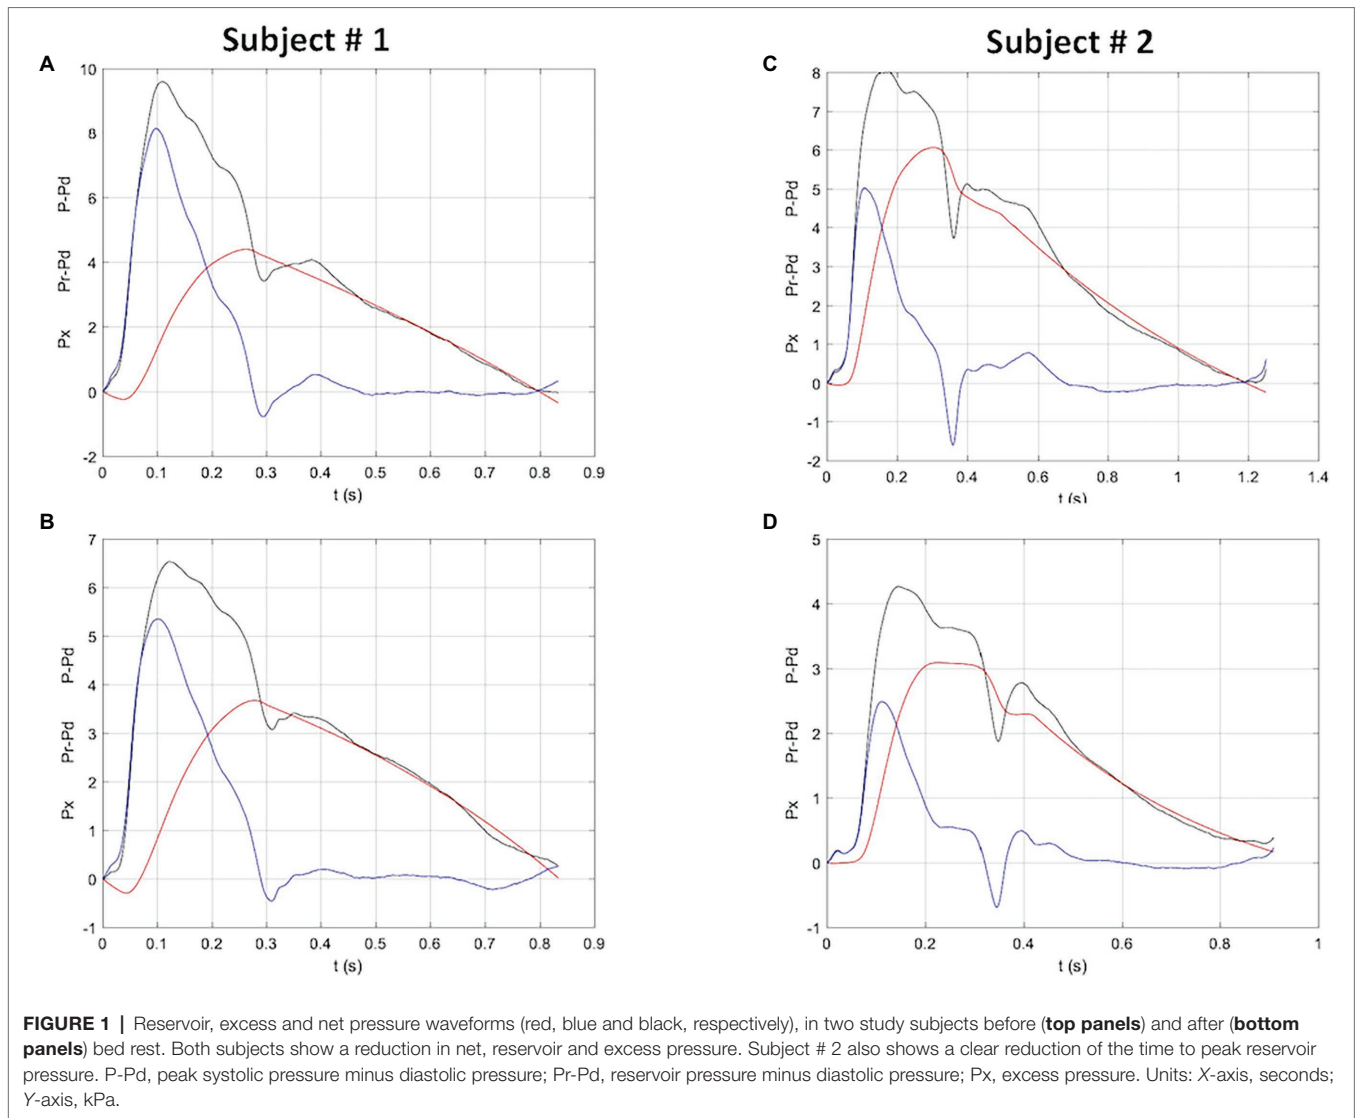 Subject # 1
Subject # 2
A
10
8
6
4
2
0
-2
P-Pd
Pr-Pd
Px
0 0.1 0.2 0.3 0.4 0.5 0.6 0.7 0.8 0.9
t (s)
C
8
7
6
5
4
3
2
1
0
-1
-2
P-Pd
Pr-Pd
Px
0 0.2 0.4 0.6 0.8 1 1.2 1.4
t (s)
B
7
6
5
4
3
2
1
0
-1
P-Pd
Pr-Pd
Px
0 0.1 0.2 0.3 0.4 0.5 0.6 0.7 0.8 0.9
t (s)
D
5
4
3
2
1
0
-1
P-Pd
Pr-Pd
Px
0 0.2 0.4 0.6 0.8 1
t (s)
FIGURE 1 | Reservoir, excess and net pressure waveforms (red, blue and black, respectively), in two study subjects before (top panels) and after (bottom
panels) bed rest. Both subjects show a reduction in net, reservoir and excess pressure. Subject # 2 also shows a clear reduction of the time to peak reservoir
pressure. P-Pd, peak systolic pressure minus diastolic pressure; Pr-Pd, reservoir pressure minus diastolic pressure; Px, excess pressure. Units: X-axis, seconds;
Y-axis, kPa.